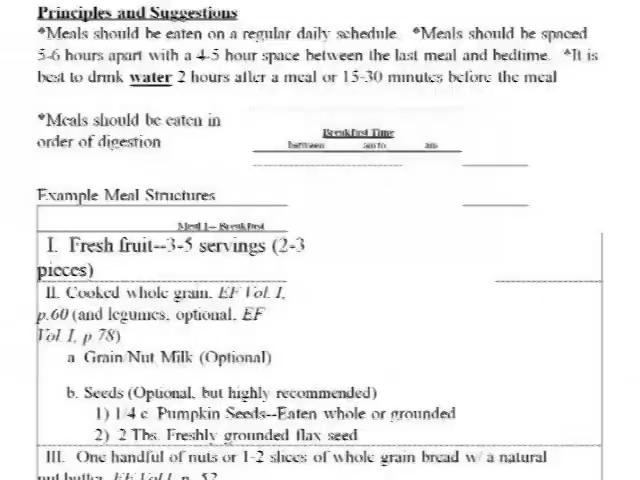 Principles and Suggestions
*Meals should be eaten on a regular daily schedule. *Meals should be spaced
5-6 hours apart with a 4-5 hour space between the last meal and bedtime. *It is
best to drink water 2 hours after a meal or 15-30 minutes before the meal
*Meals should be eaten in
order of digestion
Breakfast Time
between am to am
Example Meal Structures
Meal 1-- Breakfast
I. Fresh fruit--3-5 servings (2-3
pieces)
II. Cooked whole grain, EF Vol. I,
p.60 (and legumes, optional, EF
Vol. I, p 78)
a. Grain/Nut Milk (Optional)
b. Seeds (Optional, but highly recommended)
1) 1/4 c. Pumpkin Seeds--Eaten whole or grounded
2) 2 Tbs. Freshly grounded flax seed
III. One handful of nuts or 1-2 slices of whole grain bread w/ a natural
nut butter, EF Vol I, p. 52